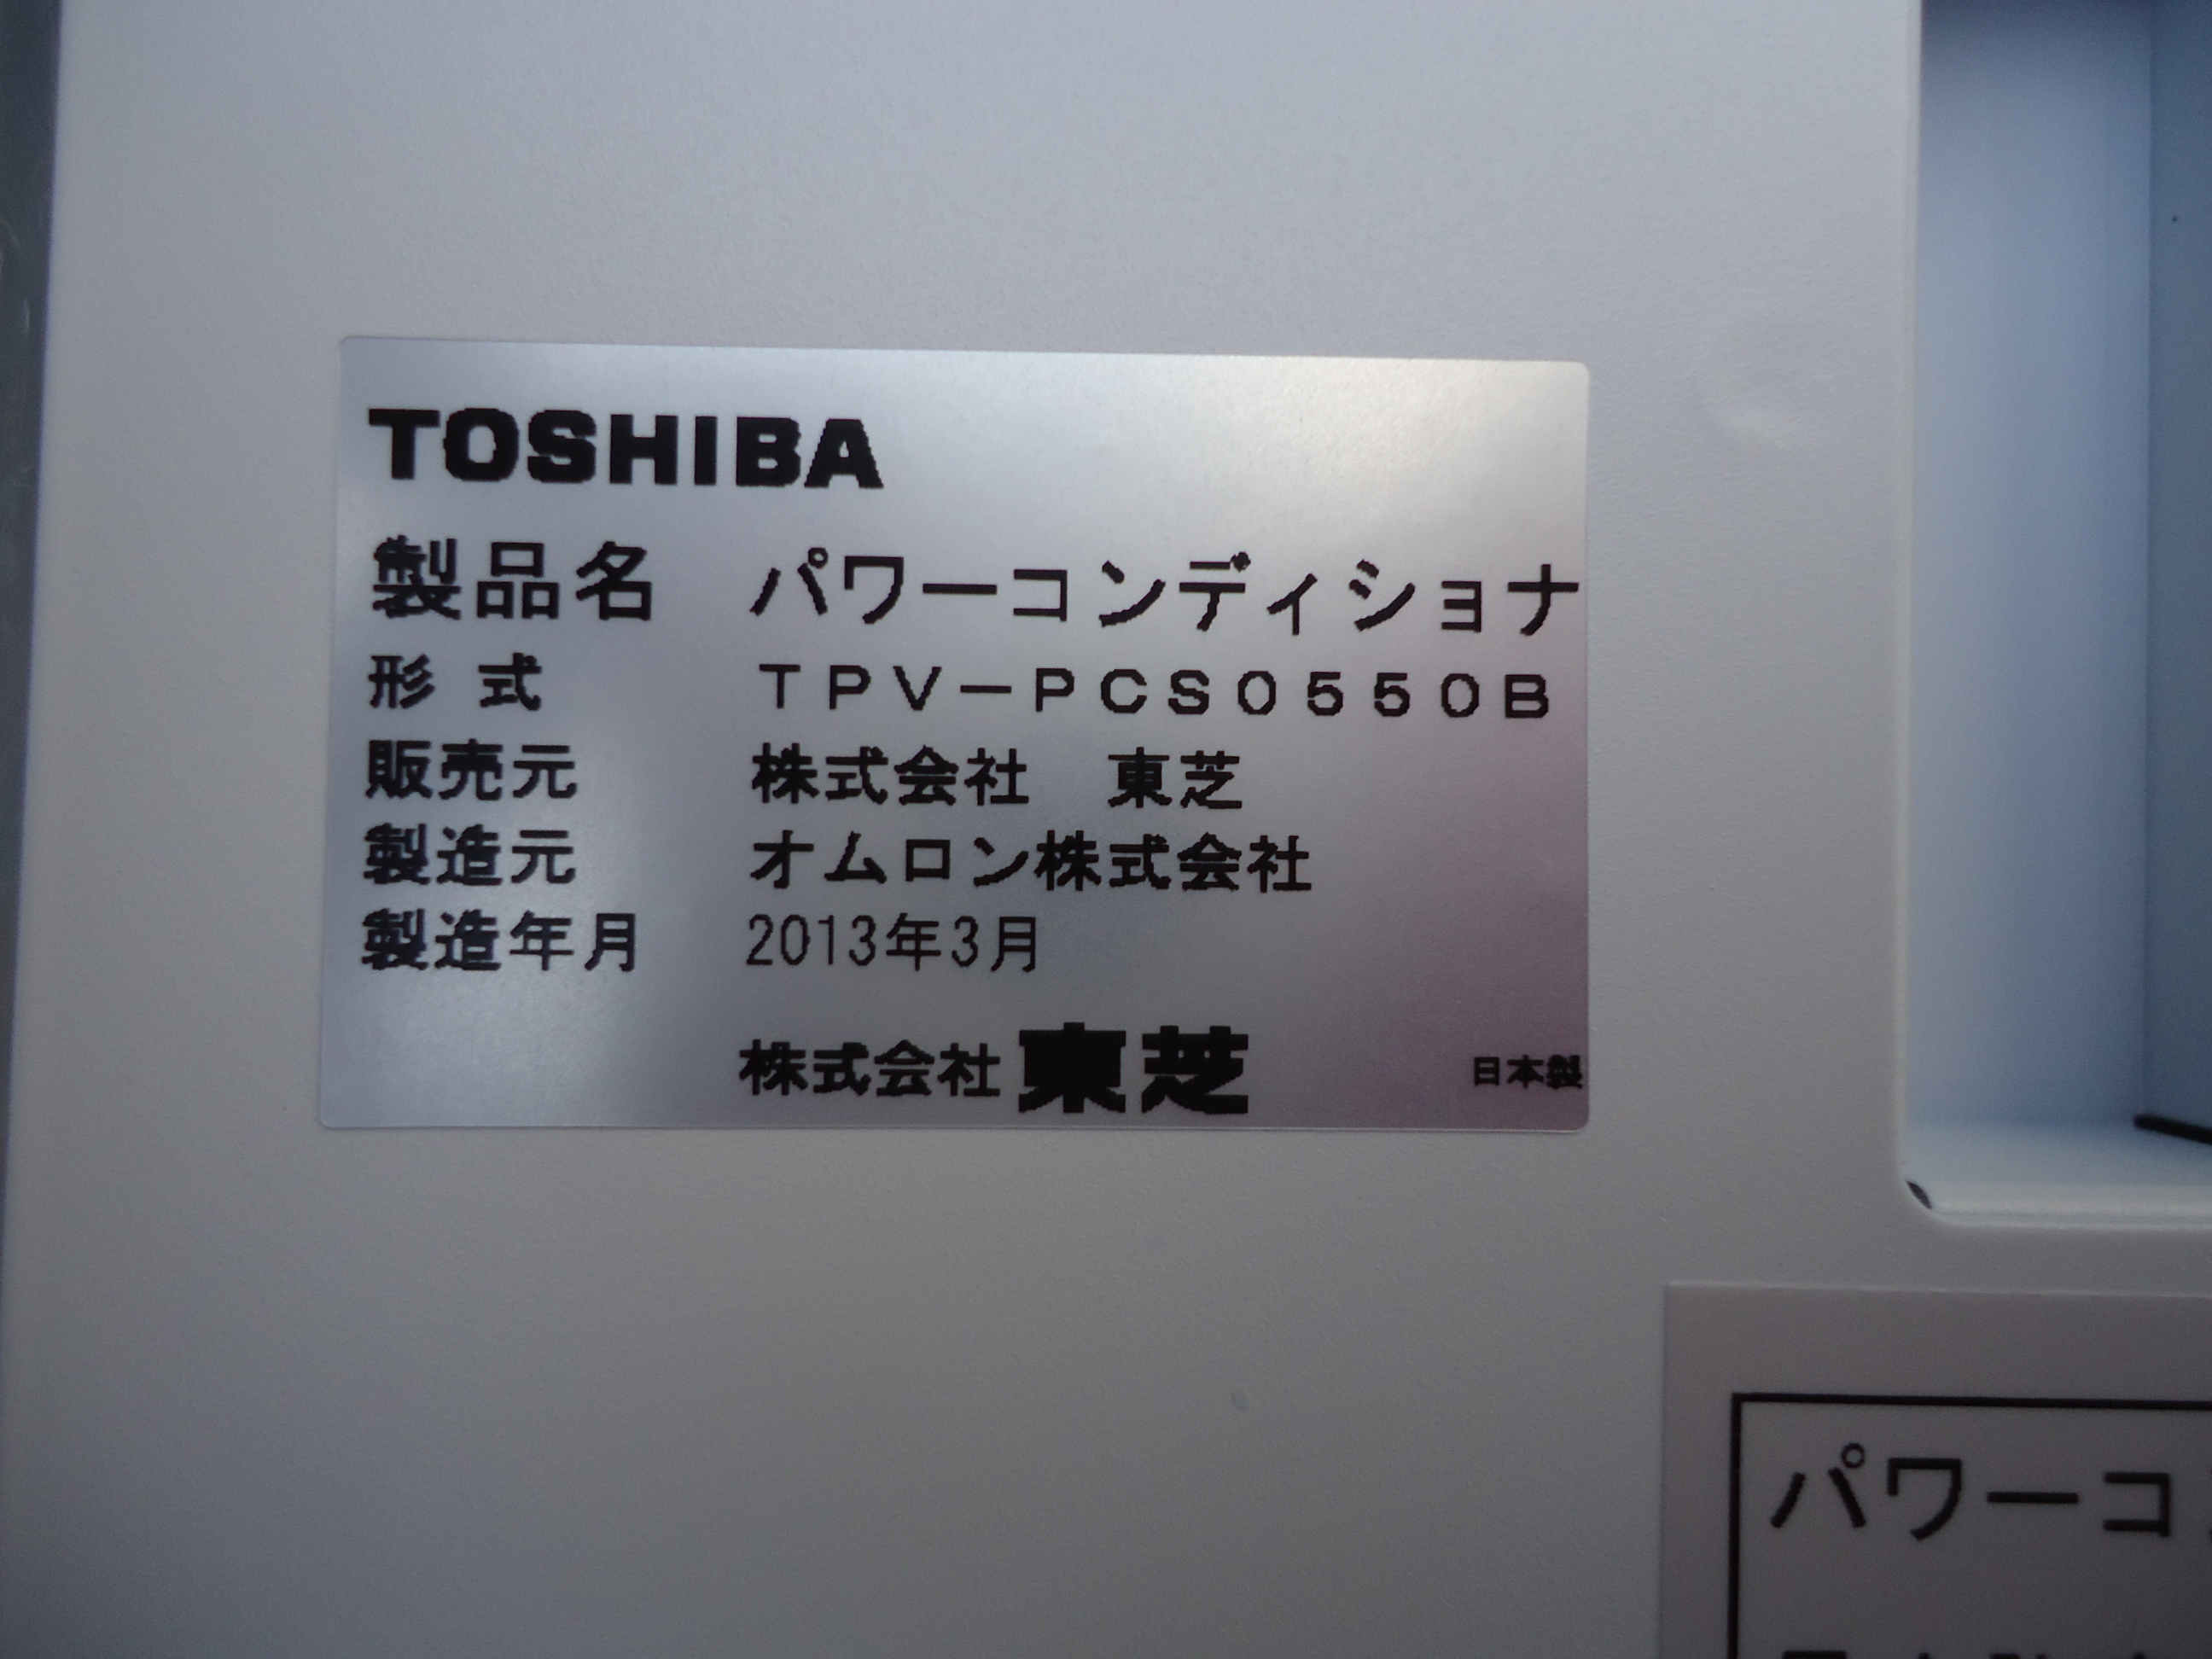 TOSHIBA
製品名　パワーコンディショナ
形 式　TPV－PCS0550B
販売元　株式会社　東芝
製造元　オムロン株式会社
製造年月　2013年3月
株式会社 東芝　日本製
パワーコ